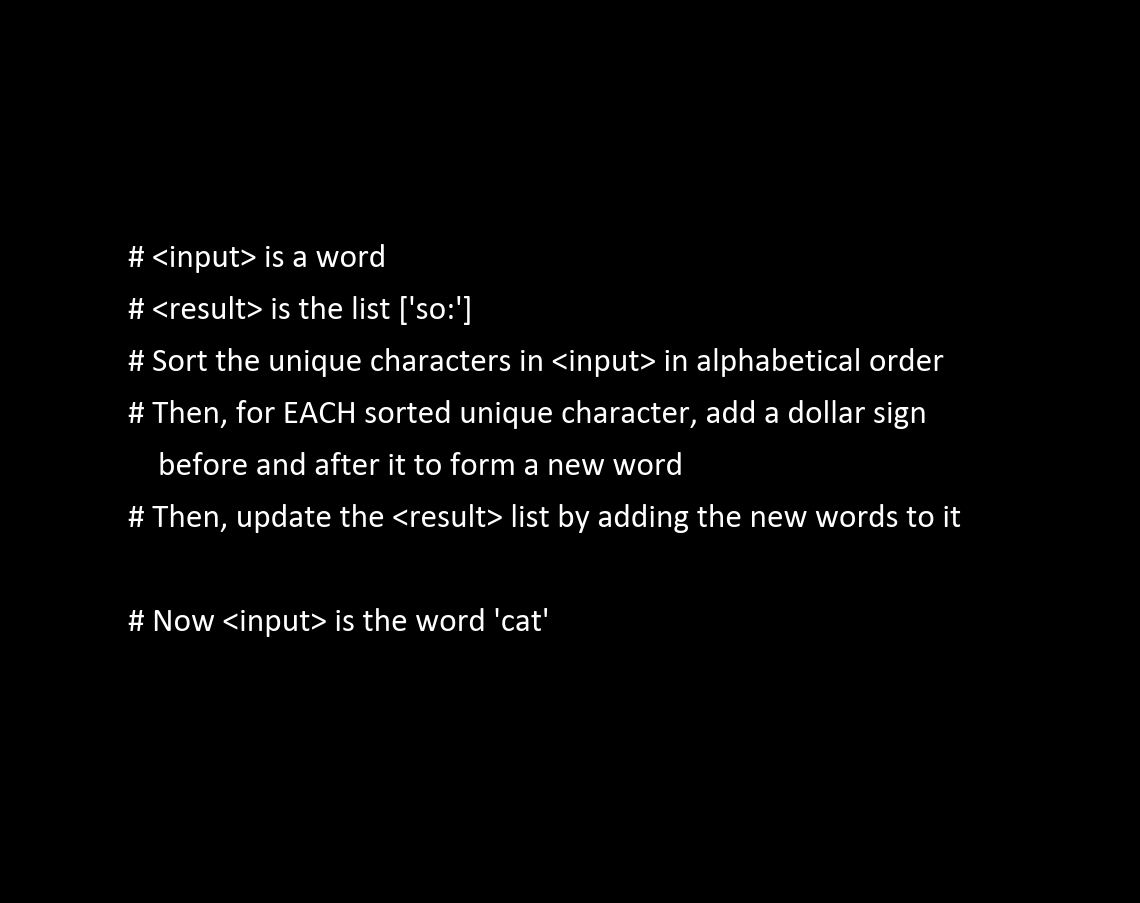 # <input> is a word
# <result> is the list ['so:']
# Sort the unique characters in <input> in alphabetical order
# Then, for EACH sorted unique character, add a dollar sign
before and after it to form a new word
# Then, update the <result> list by adding the new words to it
# Now <input> is the word 'cat'